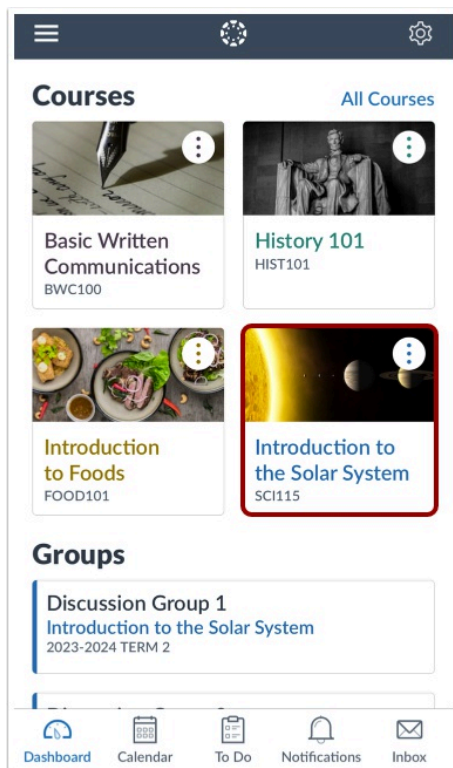 Courses
All Courses
Basic Written
Communications
BWC100
History 101
HIST101
Introduction
to Foods
FOOD101
Introduction to
the Solar System
SCI115
Groups
Discussion Group 1
Introduction to the Solar System
2023-2024 TERM 2
Dashboard
Calendar
To Do
Notifications
Inbox